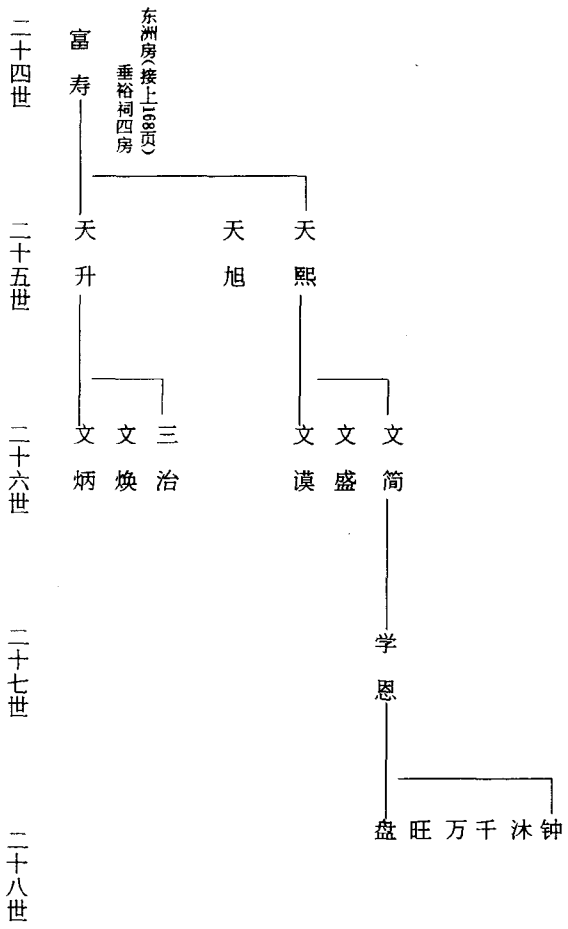 东洲房(接上168页)
垂裕祠四房
二十四世
富寿
二十五世
天升
天旭
天熙
二十六世
文炳
文焕
三治
文谟
文盛
文简
二十七世
学恩
二十八世
盘
旺
万
千
沐
钟